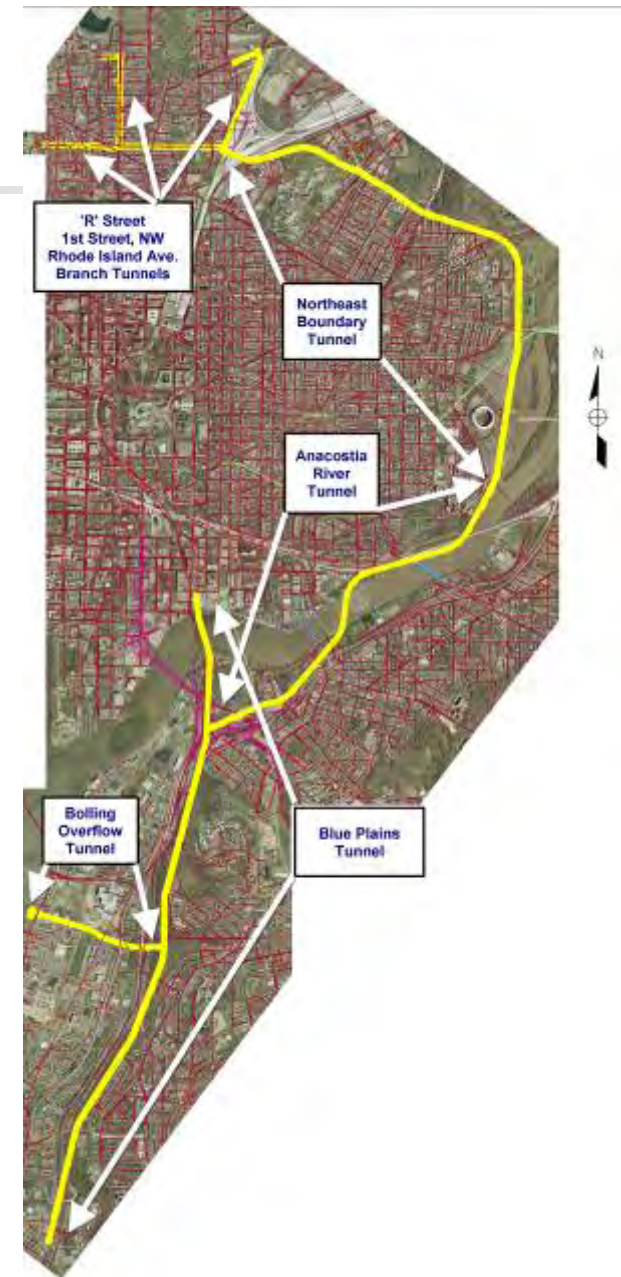 'R' Street
1st Street, NW
Rhode Island Ave.
Branch Tunnels
Northeast
Boundary
Tunnel
N
Anacostia
River
Tunnel
Bolling
Overflow
Tunnel
Blue Plains
Tunnel